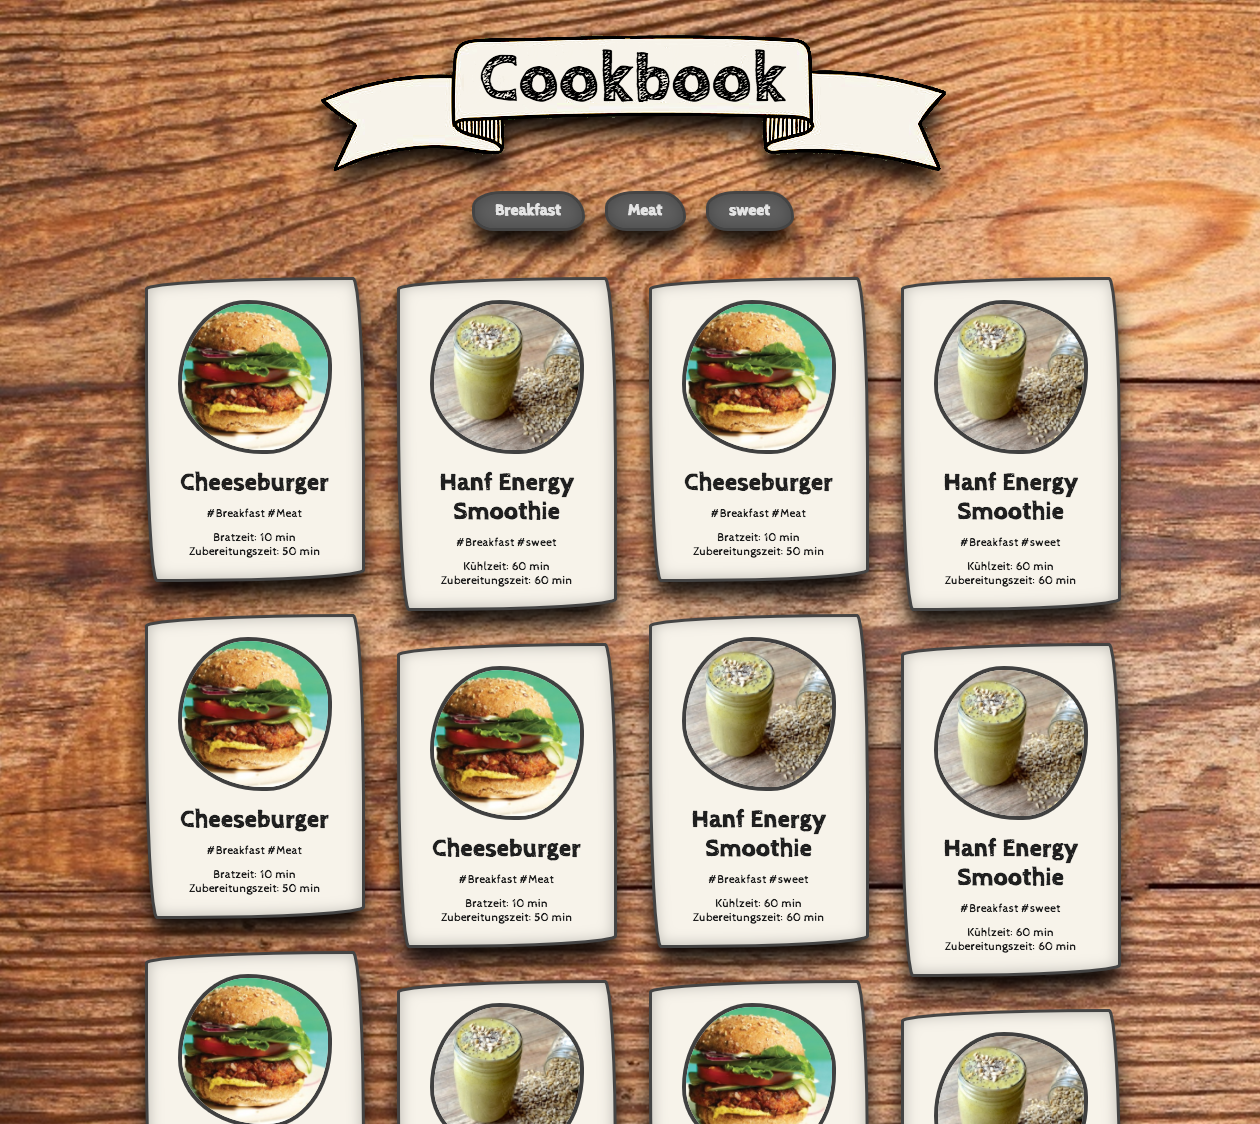 Cookbook
Breakfast
Meat
sweet
Cheeseburger
#Breakfast #Meat
Bratzeit: 10 min
Zubereitungszeit: 50 min
Hanf Energy
Smoothie
#Breakfast #sweet
Kühlzeit: 60 min
Zubereitungszeit: 60 min
Cheeseburger
#Breakfast #Meat
Bratzeit: 10 min
Zubereitungszeit: 50 min
Hanf Energy
Smoothie
#Breakfast #sweet
Kühlzeit: 60 min
Zubereitungszeit: 60 min
Cheeseburger
#Breakfast #Meat
Bratzeit: 10 min
Zubereitungszeit: 50 min
Cheeseburger
#Breakfast #Meat
Bratzeit: 10 min
Zubereitungszeit: 50 min
Hanf Energy
Smoothie
#Breakfast #sweet
Kühlzeit: 60 min
Zubereitungszeit: 60 min
Hanf Energy
Smoothie
#Breakfast #sweet
Kühlzeit: 60 min
Zubereitungszeit: 60 min